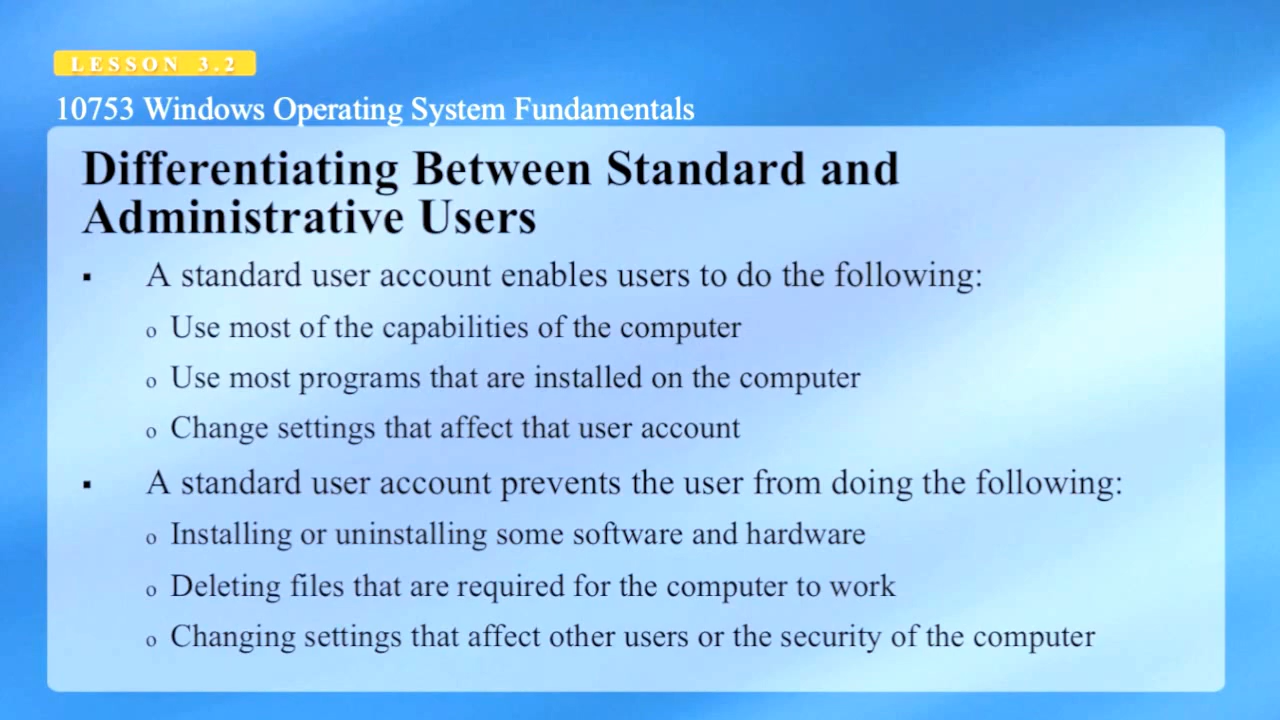 LESSON 3.2
10753 Windows Operating System Fundamentals
Differentiating Between Standard and
Administrative Users
▪ A standard user account enables users to do the following:
o Use most of the capabilities of the computer
o Use most programs that are installed on the computer
o Change settings that affect that user account
▪ A standard user account prevents the user from doing the following:
o Installing or uninstalling some software and hardware
o Deleting files that are required for the computer to work
o Changing settings that affect other users or the security of the computer